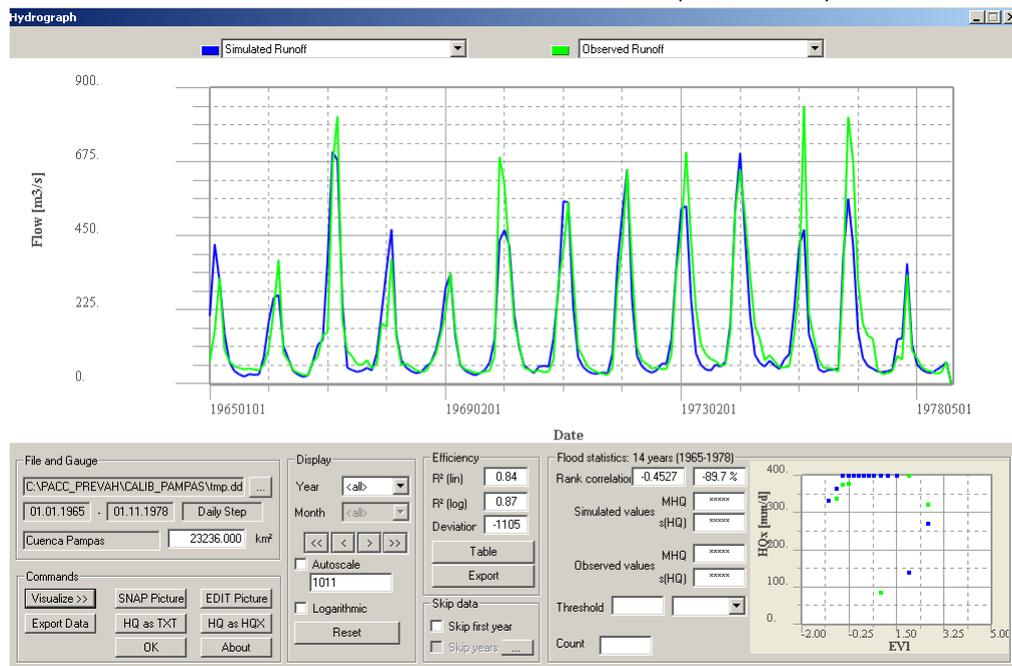 Hydrograph
Simulated Runoff
Observed Runoff
900.
675.
450.
225.
0.
Flow [m3/s]
19650101
19690201
19730201
19780501
Date
File and Gauge
C:\PACC_PREVAH\CALIB_PAMPAS\tmp.dd
...
01.01.1965 - 01.11.1978 Daily Step
Cuenca Pampas 23236.000 km²
Commands
Visualize >> SNAP Picture EDIT Picture
Export Data HQ as TXT HQ as HQX
OK About
Display
Year <all>
Month <all>
<< < > >>
Autoscale
1011
Logarithmic
Reset
Efficiency
R² (lin) 0.84
R² (log) 0.87
Deviation -1105
Table
Export
Skip data
Skip first year
Skip years ...
Flood statistics: 14 years (1965-1978)
Rank correlation -0.4527 -89.7 %
Simulated values
MHQ xxxxx
s(HQ) xxxxx
Observed values
MHQ xxxxx
s(HQ) xxxxx
Threshold
Count
400.
300.
200.
100.
0.
HQx [mm/d]
-2.00 -0.25 1.50 3.25 5.00
EV1